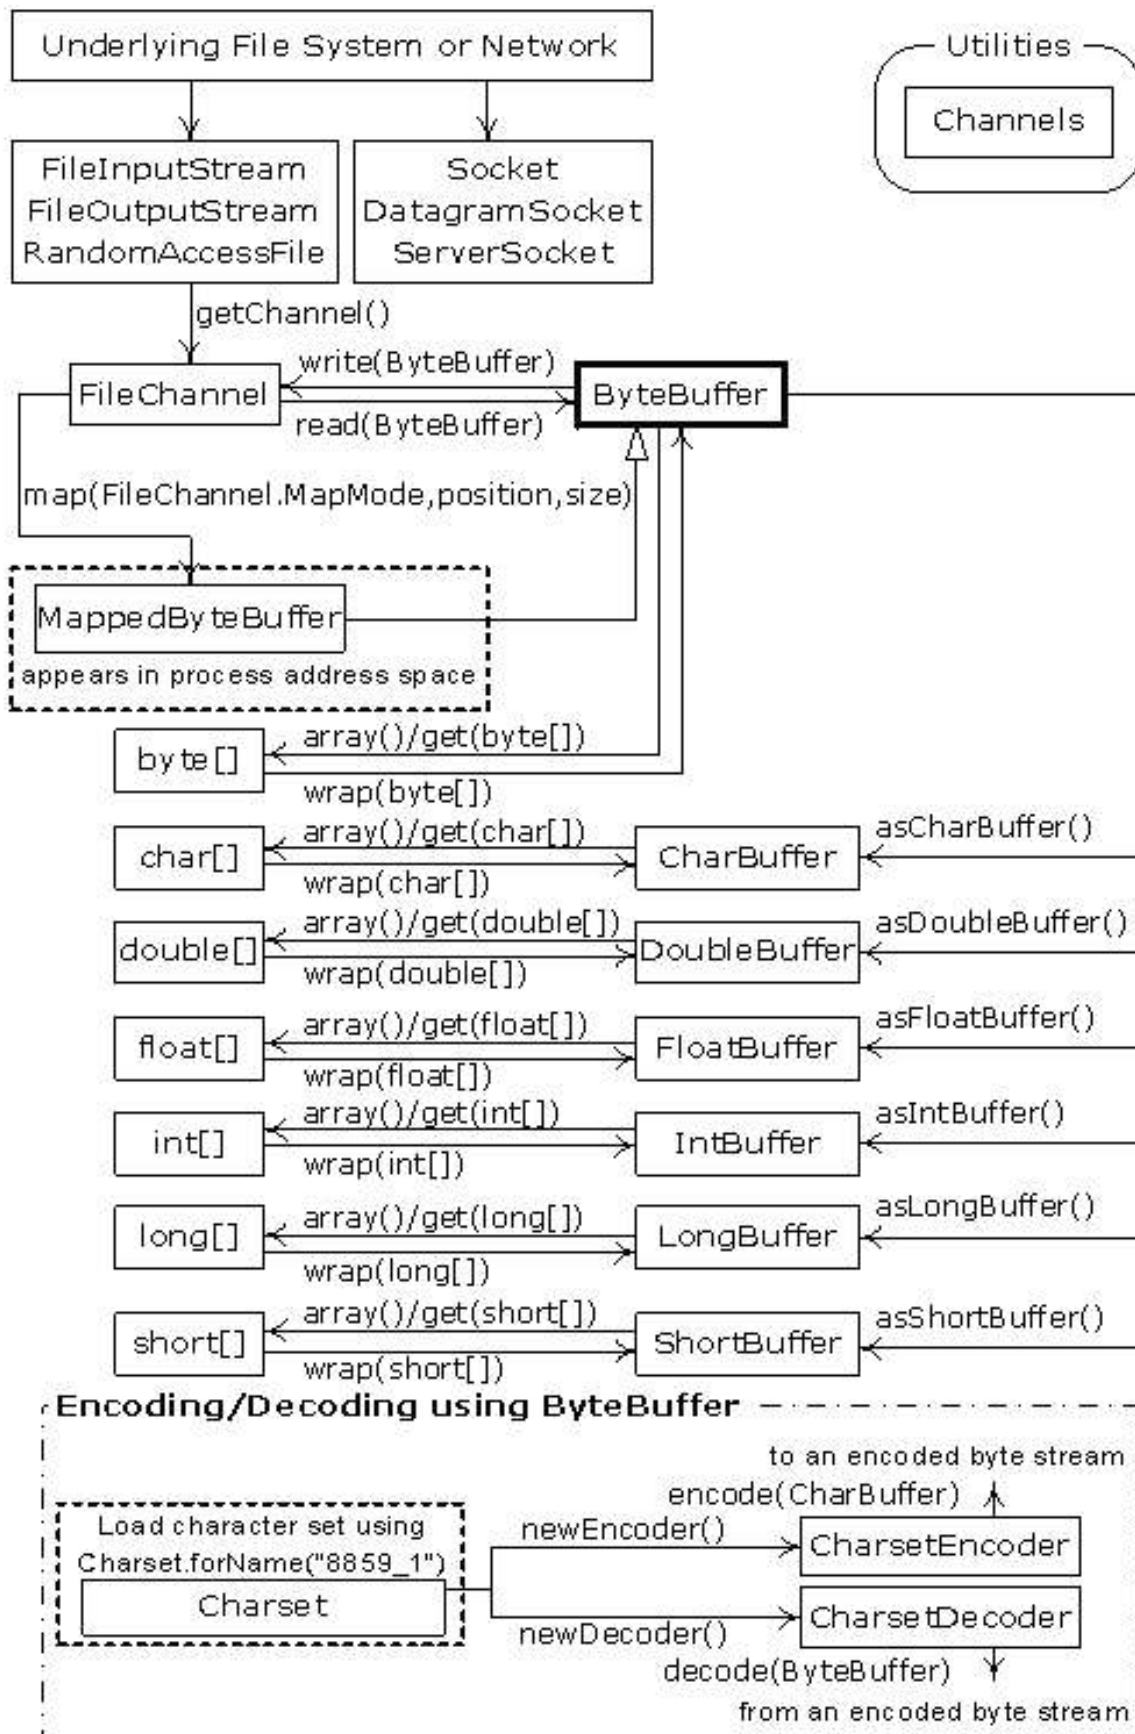 Underlying File System or Network
Utilities
Channels
FileInputStream
FileOutputStream
RandomAccessFile
Socket
DatagramSocket
ServerSocket
getChannel()
write(ByteBuffer)
FileChannel
ByteBuffer
read(ByteBuffer)
map(FileChannel.MapMode,position,size)
MappedByteBuffer
appears in process address space
array()/get(byte[])
byte[]
wrap(byte[])
array()/get(char[])
asCharBuffer()
char[]
CharBuffer
wrap(char[])
array()/get(double[])
asDoubleBuffer()
double[]
DoubleBuffer
wrap(double[])
array()/get(float[])
asFloatBuffer()
float[]
FloatBuffer
wrap(float[])
array()/get(int[])
asIntBuffer()
int[]
IntBuffer
wrap(int[])
array()/get(long[])
asLongBuffer()
long[]
LongBuffer
wrap(long[])
array()/get(short[])
asShortBuffer()
short[]
ShortBuffer
wrap(short[])
Encoding/Decoding using ByteBuffer
to an encoded byte stream
encode(CharBuffer)
Load character set using
Charset.forName("8859_1")
Charset
newEncoder()
CharsetEncoder
newDecoder()
CharsetDecoder
decode(ByteBuffer)
from an encoded byte stream